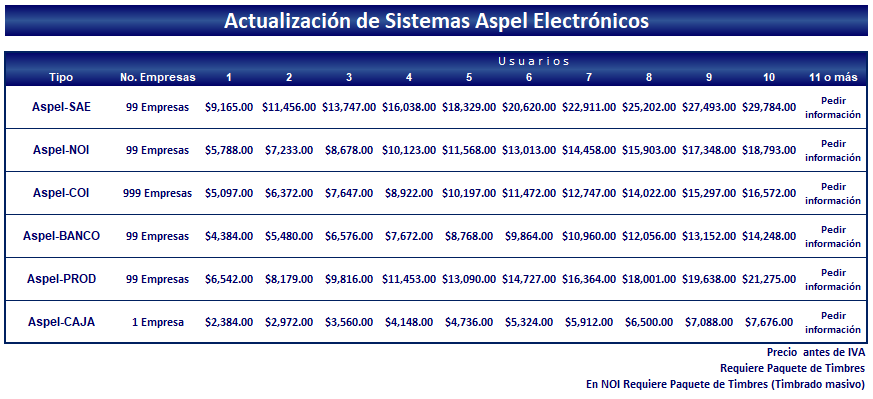 Actualización de Sistemas Aspel Electrónicos
Usuarios
Tipo No. Empresas 1 2 3 4 5 6 7 8 9 10 11 o más
Aspel-SAE 99 Empresas $9,165.00 $11,456.00 $13,747.00 $16,038.00 $18,329.00 $20,620.00 $22,911.00 $25,202.00 $27,493.00 $29,784.00 Pedir
información
Aspel-NOI 99 Empresas $5,788.00 $7,233.00 $8,678.00 $10,123.00 $11,568.00 $13,013.00 $14,458.00 $15,903.00 $17,348.00 $18,793.00 Pedir
información
Aspel-COI 999 Empresas $5,097.00 $6,372.00 $7,647.00 $8,922.00 $10,197.00 $11,472.00 $12,747.00 $14,022.00 $15,297.00 $16,572.00 Pedir
información
Aspel-BANCO 99 Empresas $4,384.00 $5,480.00 $6,576.00 $7,672.00 $8,768.00 $9,864.00 $10,960.00 $12,056.00 $13,152.00 $14,248.00 Pedir
información
Aspel-PROD 99 Empresas $6,542.00 $8,179.00 $9,816.00 $11,453.00 $13,090.00 $14,727.00 $16,364.00 $18,001.00 $19,638.00 $21,275.00 Pedir
información
Aspel-CAJA 1 Empresa $2,384.00 $2,972.00 $3,560.00 $4,148.00 $4,736.00 $5,324.00 $5,912.00 $6,500.00 $7,088.00 $7,676.00 Pedir
información
Precio antes de IVA
Requiere Paquete de Timbres
En NOI Requiere Paquete de Timbres (Timbrado masivo)